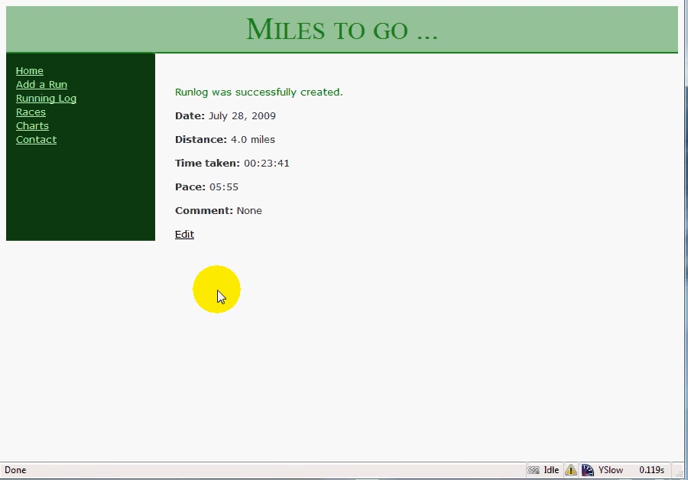 Miles to go ...
Home
Add a Run
Running Log
Races
Charts
Contact
Runlog was successfully created.
Date: July 28, 2009
Distance: 4.0 miles
Time taken: 00:23:41
Pace: 05:55
Comment: None
Edit
Done
Idle
YSlow
0.119s